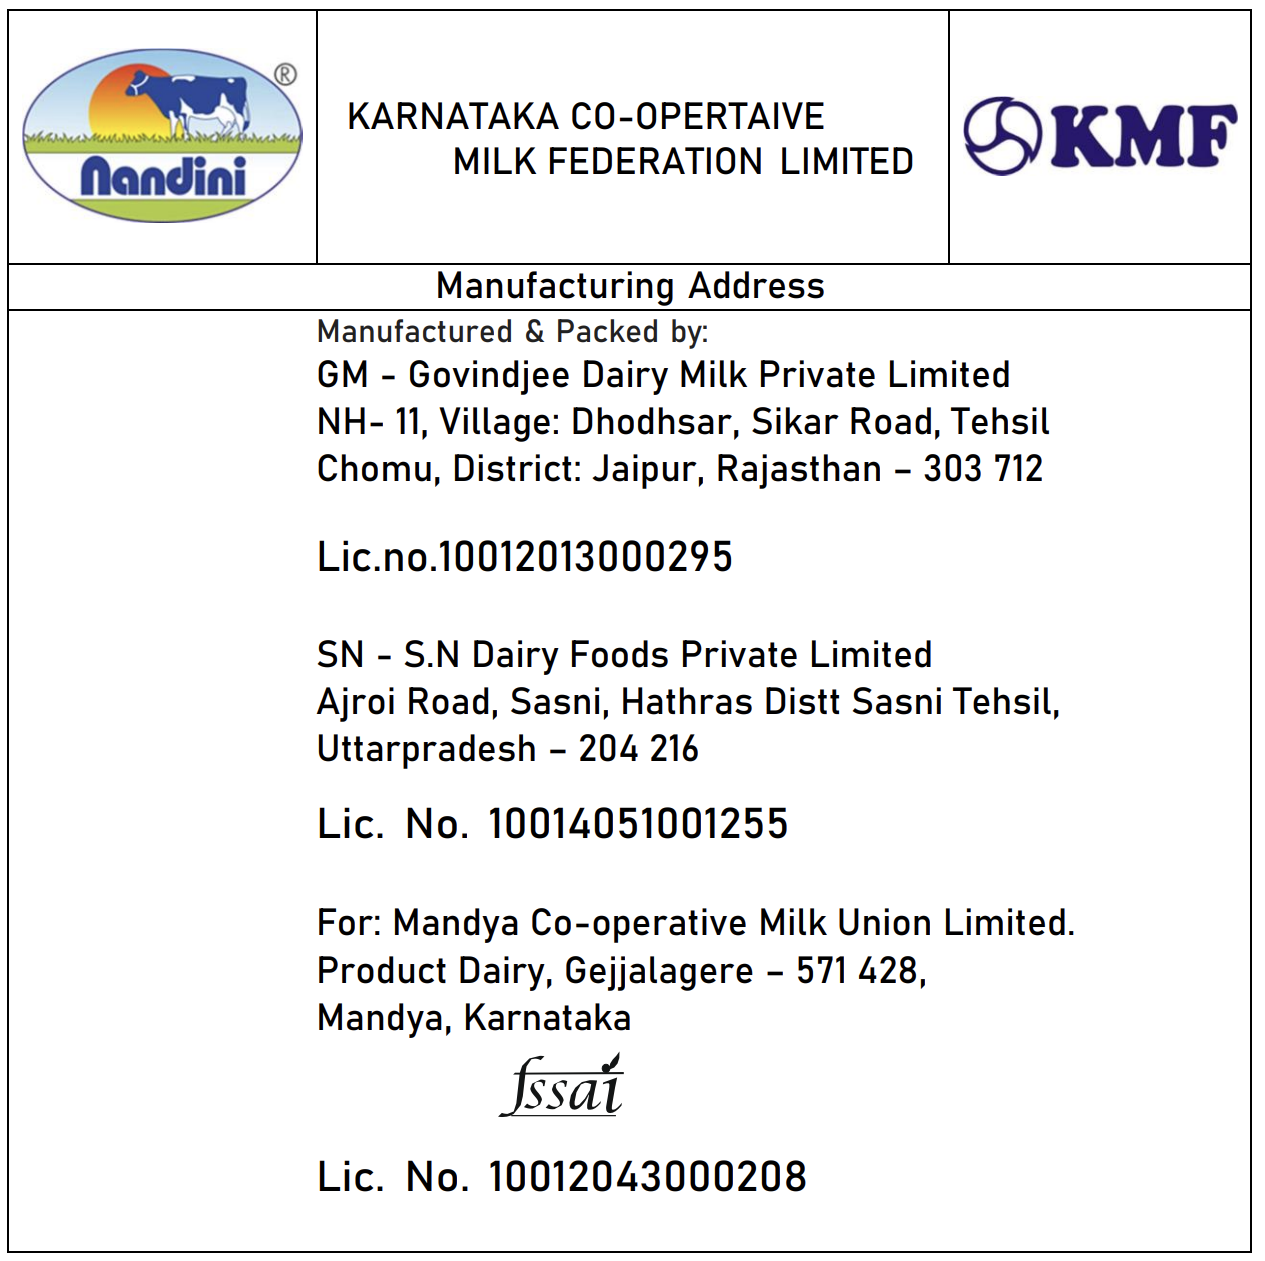 Nandini ®
KARNATAKA CO-OPERTAIVE
MILK FEDERATION LIMITED
KMF
Manufacturing Address
Manufactured & Packed by:
GM - Govindjee Dairy Milk Private Limited
NH- 11, Village: Dhodhsar, Sikar Road, Tehsil
Chomu, District: Jaipur, Rajasthan – 303 712
Lic.no.10012013000295
SN - S.N Dairy Foods Private Limited
Ajroi Road, Sasni, Hathras Distt Sasni Tehsil,
Uttarpradesh – 204 216
Lic. No. 10014051001255
For: Mandya Co-operative Milk Union Limited.
Product Dairy, Gejjalagere – 571 428,
Mandya, Karnataka
fssai
Lic. No. 10012043000208